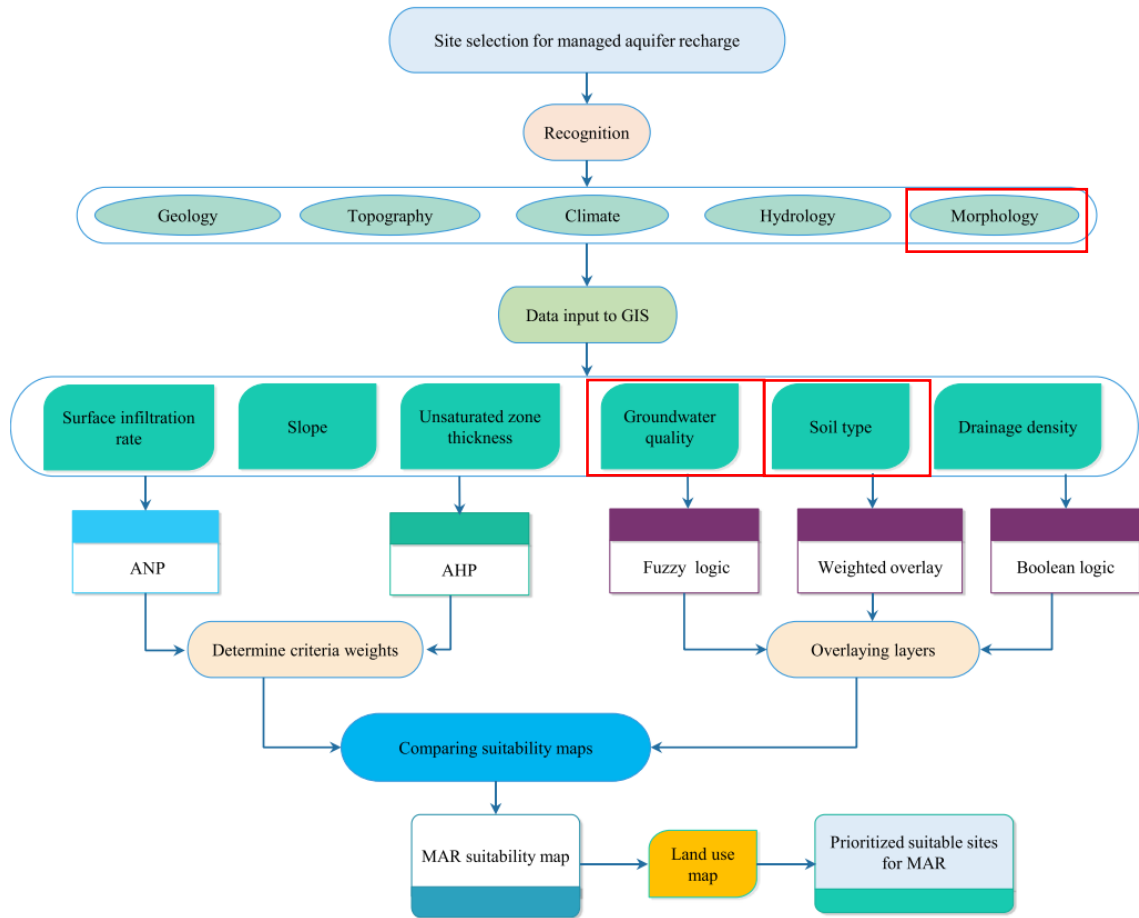 Site selection for managed aquifer recharge
Recognition
Geology
Topography
Climate
Hydrology
Morphology
Data input to GIS
Surface infiltration
rate
Slope
Unsaturated zone
thickness
Groundwater
quality
Soil type
Drainage density
ANP
AHP
Fuzzy logic
Weighted overlay
Boolean logic
Determine criteria weights
Overlaying layers
Comparing suitability maps
MAR suitability map
Land use
map
Prioritized suitable sites
for MAR